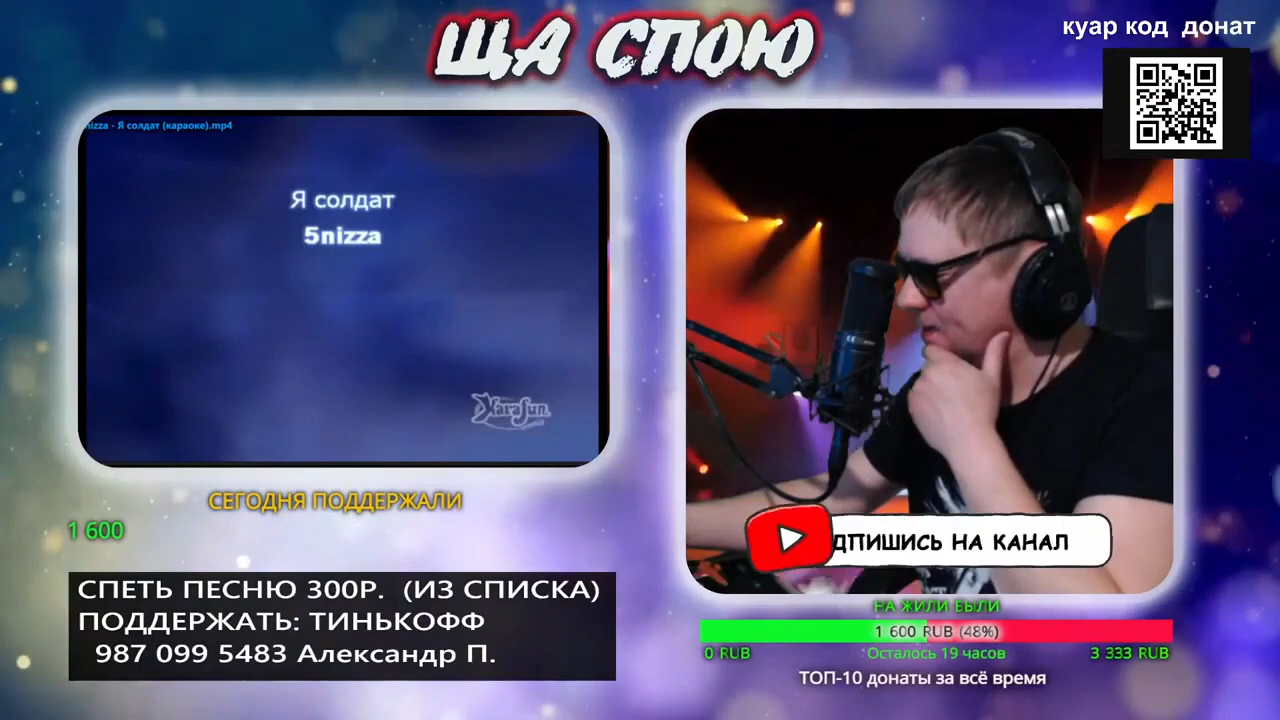 ЩА СПОЮ
куар код донат
nizza - Я солдат (караоке).mp4
Я солдат
5nizza
KaraFun
СЕГОДНЯ ПОДДЕРЖАЛИ
1 600
СПЕТЬ ПЕСНЮ 300Р. (ИЗ СПИСКА)
ПОДДЕРЖАТЬ: ТИНЬКОФФ
987 099 5483 Александр П.
ДПИШИСЬ НА КАНАЛ
НА ЖИЛИ БЫЛИ
1 600 RUB (48%)
0 RUB
Осталось 19 часов
3 333 RUB
ТОП-10 донаты за всё время